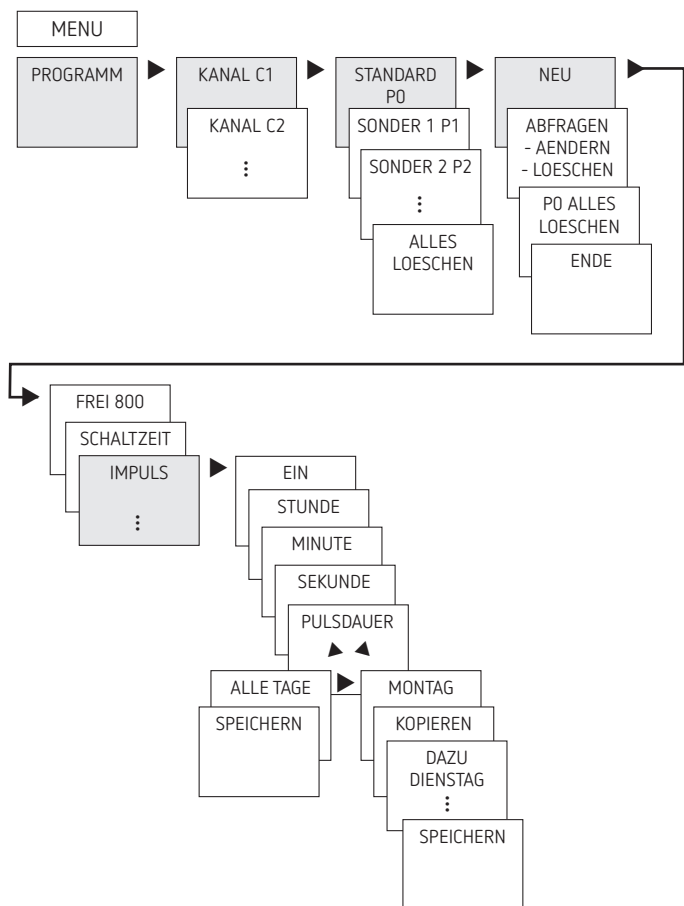 MENU
PROGRAMM
KANAL C1
KANAL C2
STANDARD
P0
SONDER 1 P1
SONDER 2 P2
ALLES
LOESCHEN
NEU
ABFRAGEN
- AENDERN
- LOESCHEN
P0 ALLES
LOESCHEN
ENDE
FREI 800
SCHALTZEIT
IMPULS
EIN
STUNDE
MINUTE
SEKUNDE
PULSDAUER
ALLE TAGE
SPEICHERN
MONTAG
KOPIEREN
DAZU
DIENSTAG
SPEICHERN